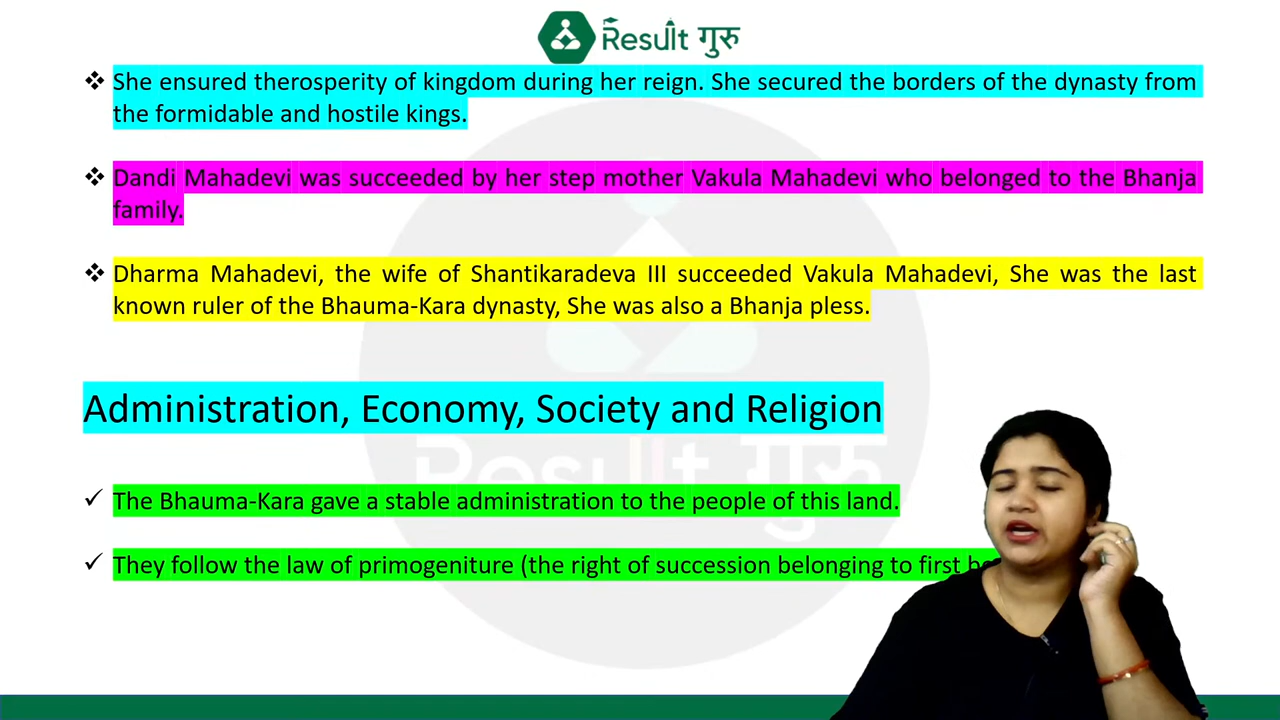 Result गुरु
❖ She ensured therosperity of kingdom during her reign. She secured the borders of the dynasty from
the formidable and hostile kings.
❖ Dandi Mahadevi was succeeded by her step mother Vakula Mahadevi who belonged to the Bhanja
family.
❖ Dharma Mahadevi, the wife of Shantikaradeva III succeeded Vakula Mahadevi, She was the last
known ruler of the Bhauma-Kara dynasty, She was also a Bhanja pless.
Administration, Economy, Society and Religion
Result गुरु
✓ The Bhauma-Kara gave a stable administration to the people of this land.
✓ They follow the law of primogeniture (the right of succession belonging to first